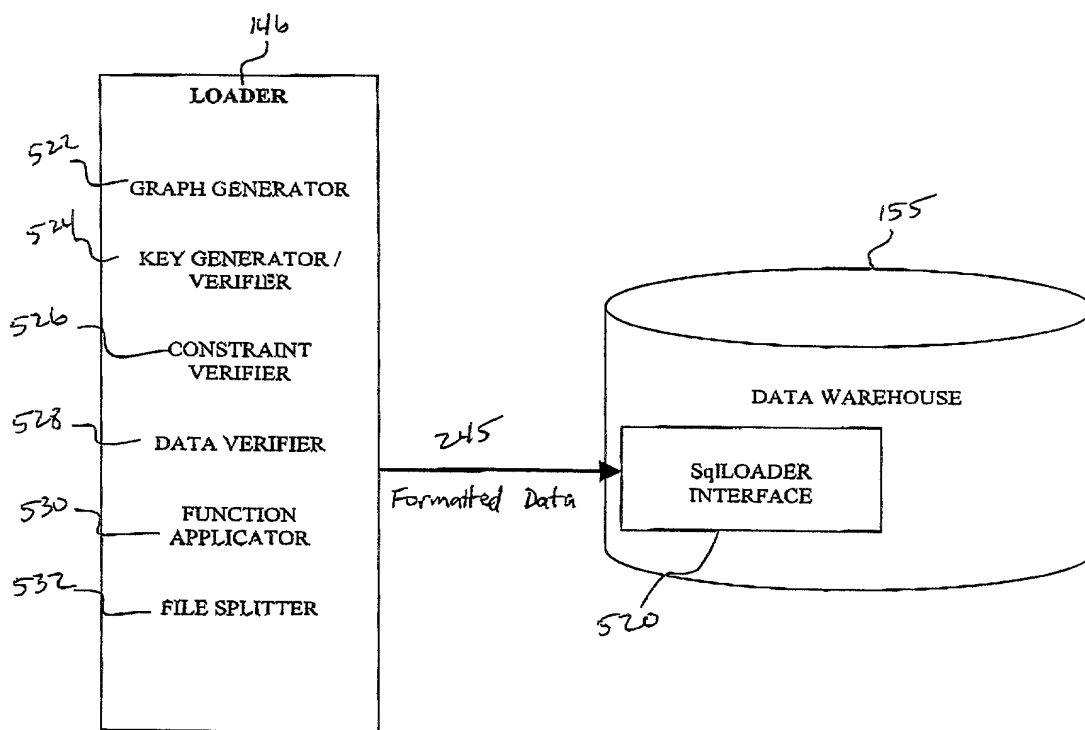 146
LOADER
522
GRAPH GENERATOR
524
KEY GENERATOR /
VERIFIER
526
CONSTRAINT
VERIFIER
528
DATA VERIFIER
530
FUNCTION
APPLICATOR
532
FILE SPLITTER
245
Formatted Data
155
DATA WAREHOUSE
SqlLOADER
INTERFACE
520